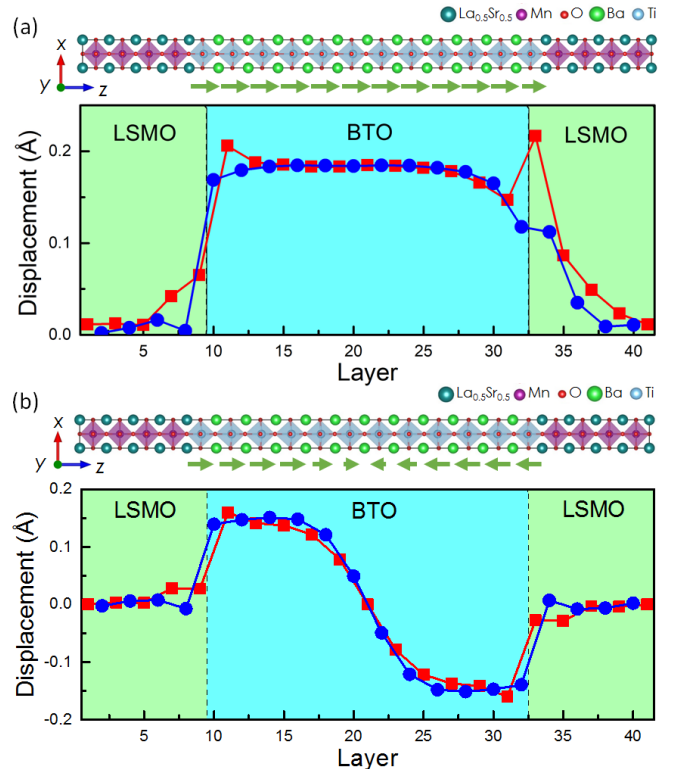 (a)
La0.5Sr0.5 Mn O Ba Ti
x
y z
LSMO BTO LSMO
Displacement (Å)
0.2
0.1
0.0
5 10 15 20 25 30 35 40
Layer
(b)
La0.5Sr0.5 Mn O Ba Ti
x
y z
LSMO BTO LSMO
Displacement (Å)
0.2
0.1
0.0
-0.1
-0.2
5 10 15 20 25 30 35 40
Layer